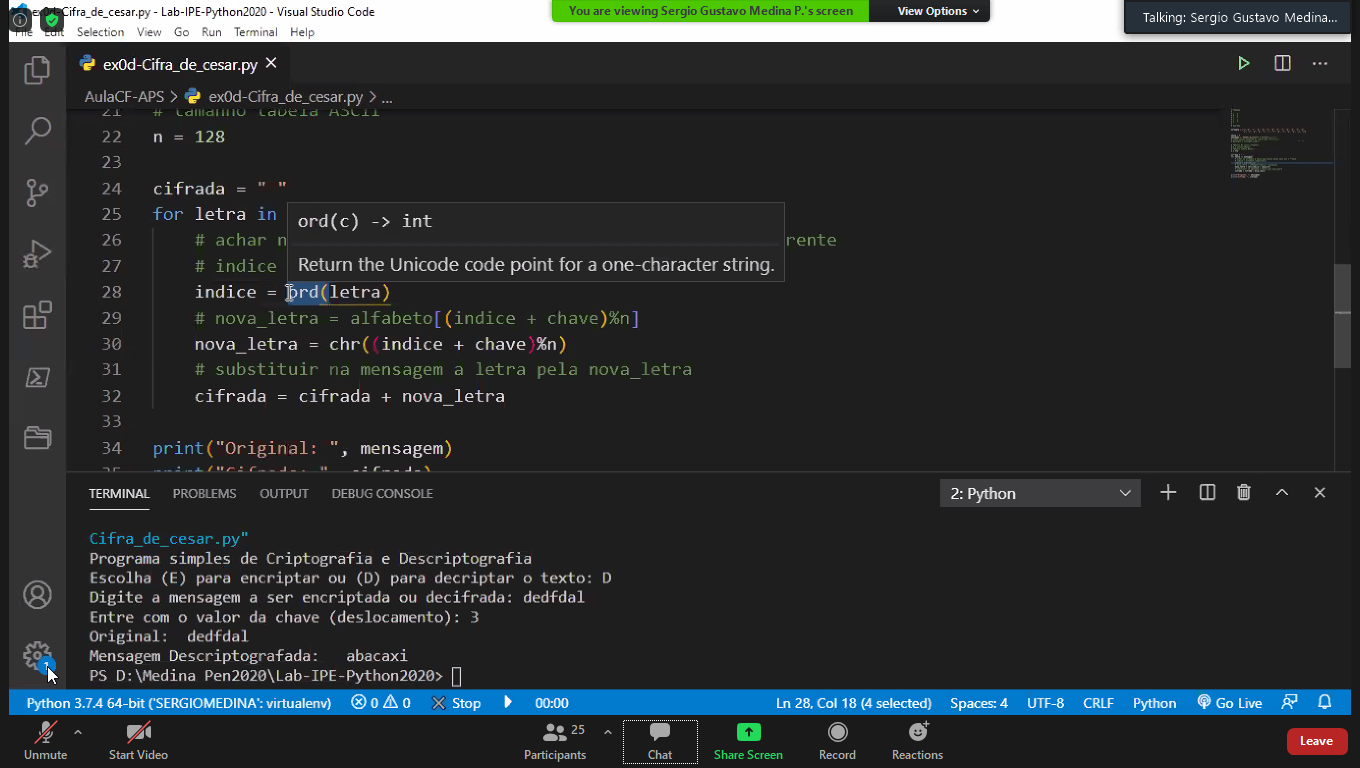 ex0d-Cifra_de_cesar.py - Lab-IPE-Python2020 - Visual Studio Code
You are viewing Sergio Gustavo Medina P.'s screen
View Options
Talking: Sergio Gustavo Medina...
File Edit Selection View Go Run Terminal Help
ex0d-Cifra_de_cesar.py
AulaCF-APS > ex0d-Cifra_de_cesar.py > ...
21 # tamanho tabela ASCII
22 n = 128
23
24 cifrada = " "
25 for letra in
ord(c) -> int
26 # achar n
rente
27 # indice
Return the Unicode code point for a one-character string.
28 indice = ord(letra)
29 # nova_letra = alfabeto[(indice + chave)%n]
30 nova_letra = chr((indice + chave)%n)
31 # substituir na mensagem a letra pela nova_letra
32 cifrada = cifrada + nova_letra
33
34 print("Original: ", mensagem)
35 print("Cifrada: ", cifrada)
TERMINAL PROBLEMS OUTPUT DEBUG CONSOLE
2: Python
Cifra_de_cesar.py"
Programa simples de Criptografia e Descriptografia
Escolha (E) para encriptar ou (D) para decriptar o texto: D
Digite a mensagem a ser encriptada ou decifrada: dedfdal
Entre com o valor da chave (deslocamento): 3
Original:  dedfdal
Mensagem Descriptografada:   abacaxi
PS D:\Medina Pen2020\Lab-IPE-Python2020>
Python 3.7.4 64-bit ('SERGIOMEDINA': virtualenv) 0 0 Stop 00:00 Ln 28, Col 18 (4 selected) Spaces: 4 UTF-8 CRLF Python Go Live
25
Unmute Start Video Participants Chat Share Screen Record Reactions Leave